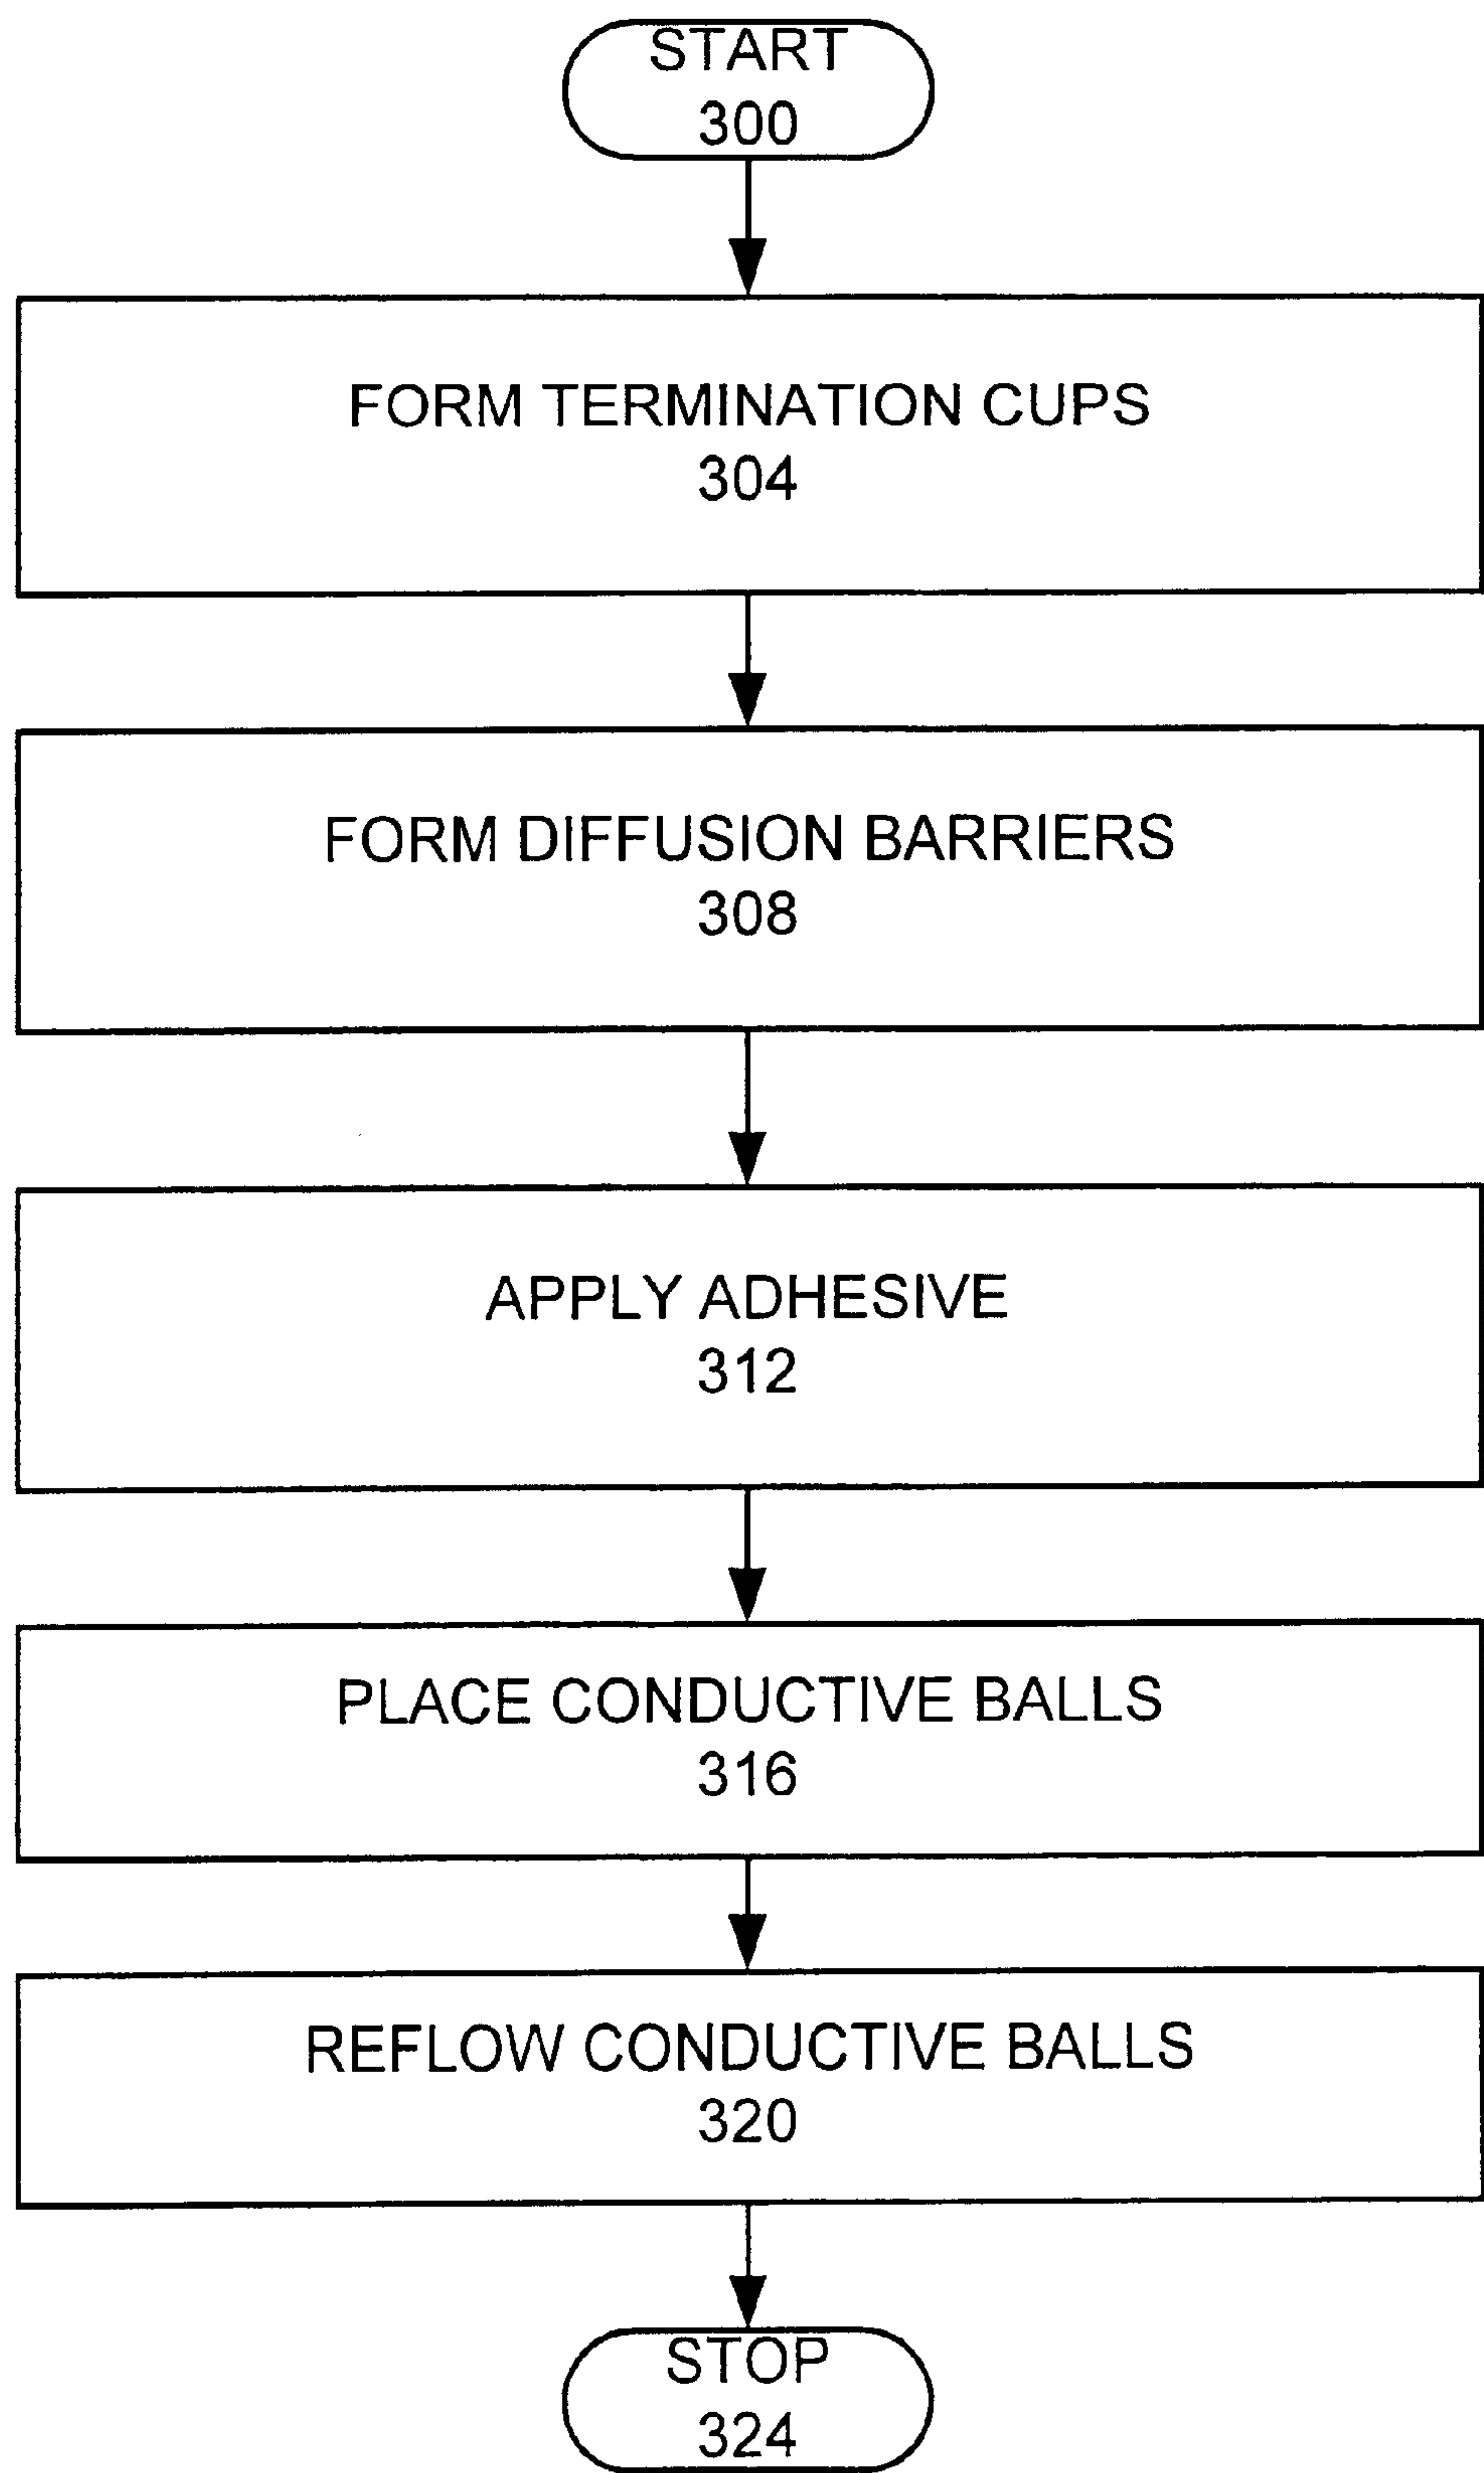 START
300
FORM TERMINATION CUPS
304
FORM DIFFUSION BARRIERS
308
APPLY ADHESIVE
312
PLACE CONDUCTIVE BALLS
316
REFLOW CONDUCTIVE BALLS
320
STOP
324